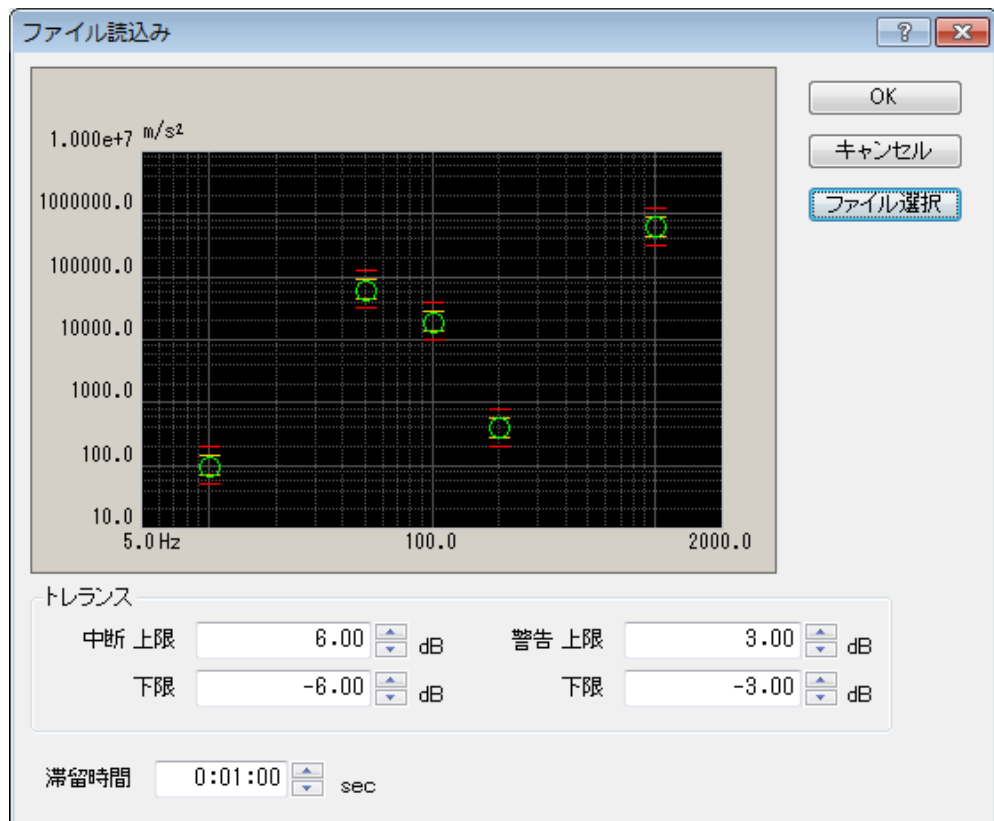 ファイル読込み
OK
キャンセル
ファイル選択
1.000e+7 m/s²
1000000.0
100000.0
10000.0
1000.0
100.0
10.0
5.0 Hz 100.0 2000.0
トレランス
中断 上限 6.00 dB 警告 上限 3.00 dB
下限 -6.00 dB 下限 -3.00 dB
滞留時間 0:01:00 sec